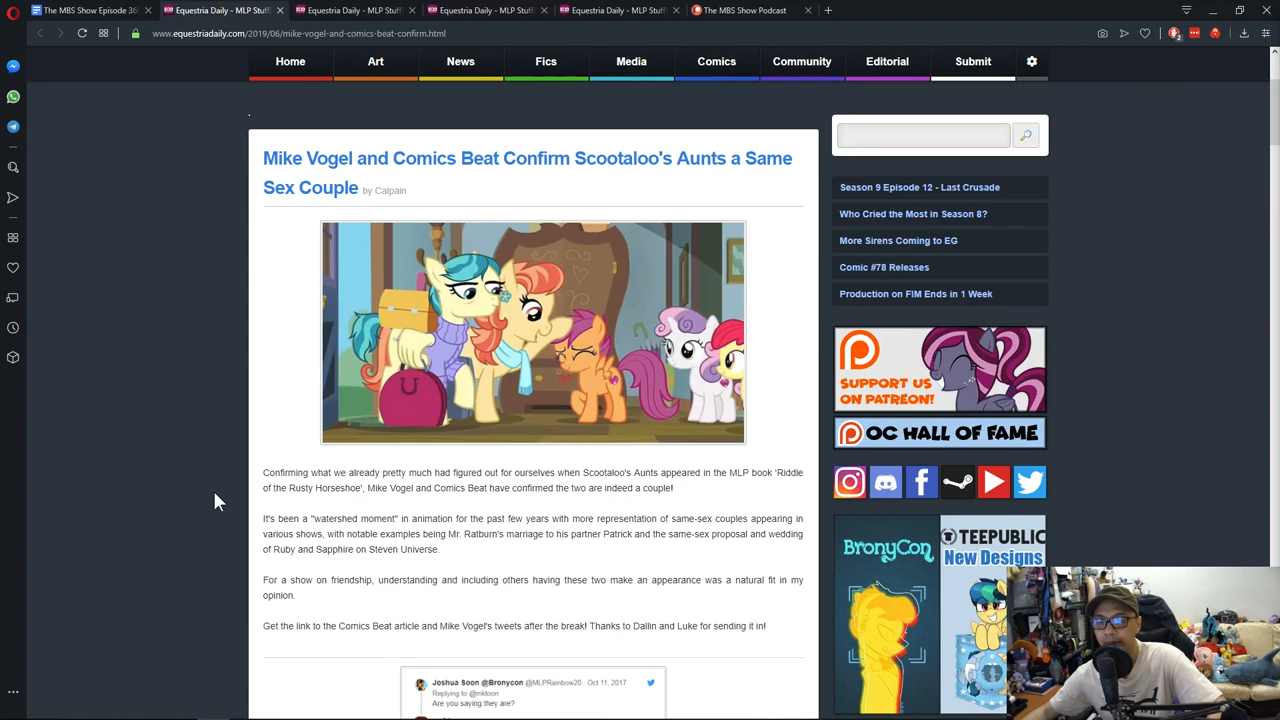 The MBS Show Episode 36
Equestria Daily - MLP Stuf
Equestria Daily - MLP Stuf
Equestria Daily - MLP Stuf
Equestria Daily - MLP Stuf
The MBS Show Podcast
www.equestriadaily.com/2019/06/mike-vogel-and-comics-beat-confirm.html
2
Home
Art
News
Fics
Media
Comics
Community
Editorial
Submit
Mike Vogel and Comics Beat Confirm Scootaloo's Aunts a Same
Sex Couple by Calpain
Confirming what we already pretty much had figured out for ourselves when Scootaloo's Aunts appeared in the MLP book 'Riddle
of the Rusty Horseshoe', Mike Vogel and Comics Beat have confirmed the two are indeed a couple!
It's been a "watershed moment" in animation for the past few years with more representation of same-sex couples appearing in
various shows, with notable examples being Mr. Ratburn's marriage to his partner Patrick and the same-sex proposal and wedding
of Ruby and Sapphire on Steven Universe.
For a show on friendship, understanding and including others having these two make an appearance was a natural fit in my
opinion.
Get the link to the Comics Beat article and Mike Vogel's tweets after the break! Thanks to Dallin and Luke for sending it in!
Joshua Soon @Bronycon @MLPRainbow20 · Oct 11, 2017
Replying to @mktoon
Are you saying they are?
Season 9 Episode 12 - Last Crusade
Who Cried the Most in Season 8?
More Sirens Coming to EG
Comic #78 Releases
Production on FIM Ends in 1 Week
SUPPORT US
ON PATREON!
OC HALL OF FAME
BRONYCON
TEEPUBLIC
New Designs